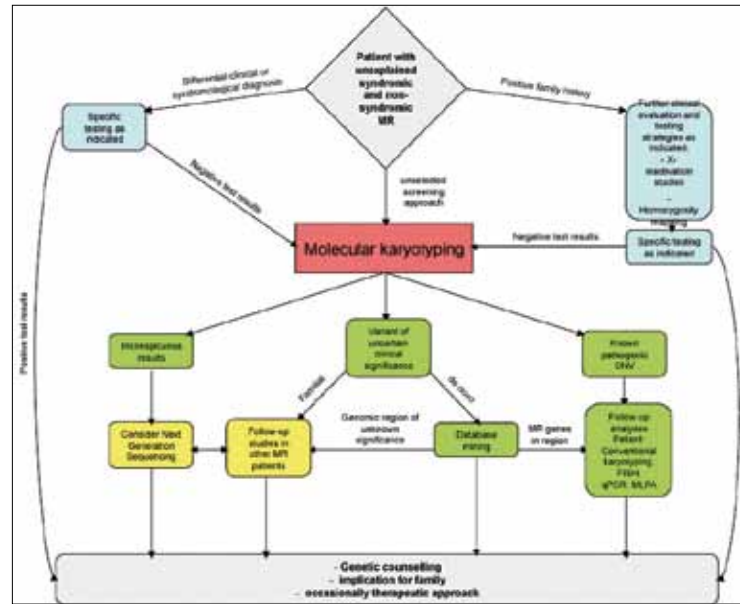 Patient with
unexplained
syndromic
and non-
syndromic
MR
Differential clinical or
syndromological diagnosis
Positive family history
Specific
testing as
indicated
Further clinical
evaluation and
testing
strategies as
indicated:
- X-
inactivation
studies
-
Homozygosity
mapping
Negative test results
unselected
screening
approach
Molecular karyotyping
Negative test results
Specific testing
as indicated
Positive test results
results
Variant of
uncertain
clinical
significance
Known
pathogenic
CNV
Familial
de novo
Consider Next
Generation
Sequencing
Follow-up
studies in
other MR
patients
Genomic region of
unknown
significance
Database
mining
MR genes
in region
Follow-up
analyses
Patient:
Conventional
karyotyping
FISH
qPCR, MLPA
- Genetic counselling
- implication for family
- occasionally therapeutic approach